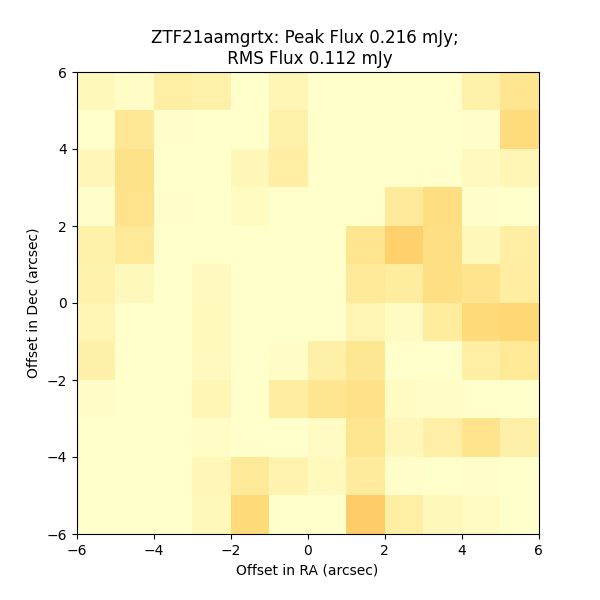 ZTF21aamgrtx: Peak Flux 0.216 mJy;
RMS Flux 0.112 mJy
6
4
2
0
−2
−4
−6
Offset in Dec (arcsec)
−6 −4 −2 0 2 4 6
Offset in RA (arcsec)